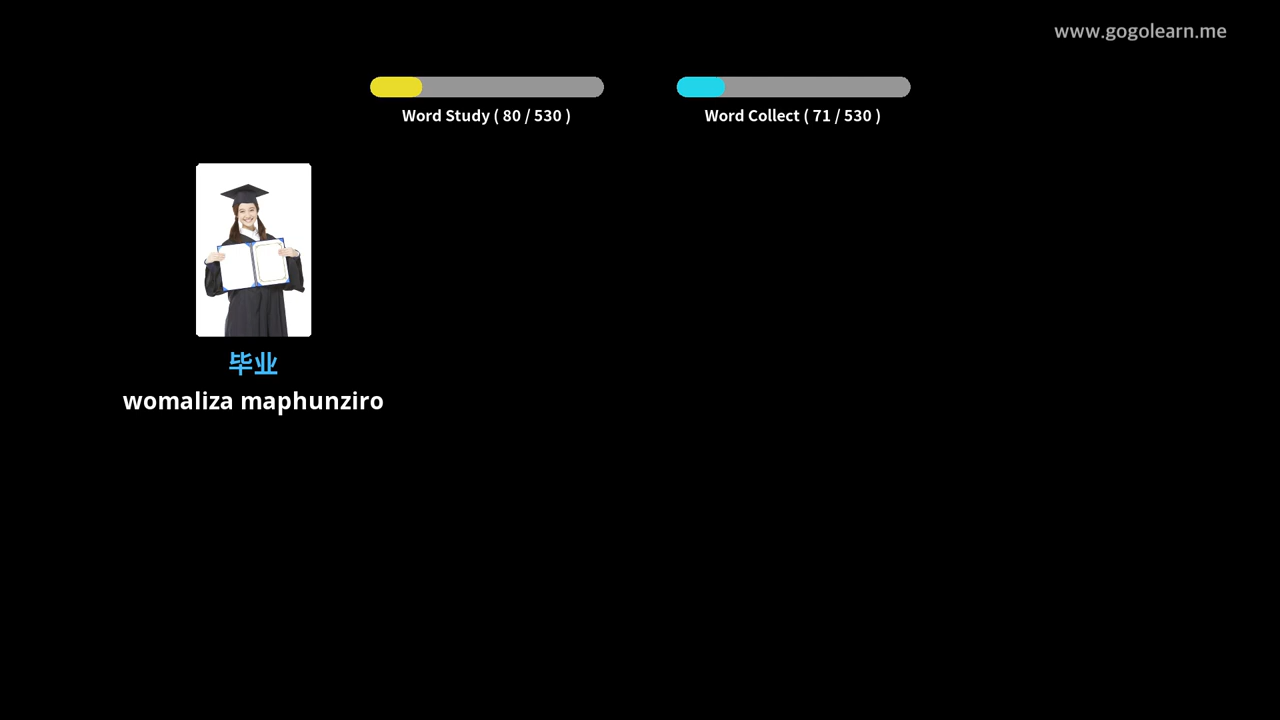 www.gogolearn.me
Word Study ( 80 / 530 )
Word Collect ( 71 / 530 )
毕业
womaliza maphunziro